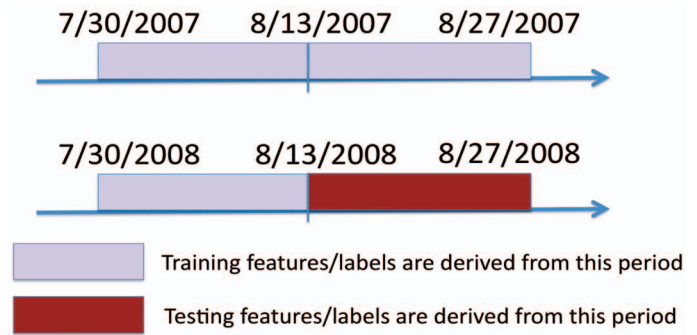 7/30/2007 8/13/2007 8/27/2007
7/30/2008 8/13/2008 8/27/2008
Training features/labels are derived from this period
Testing features/labels are derived from this period